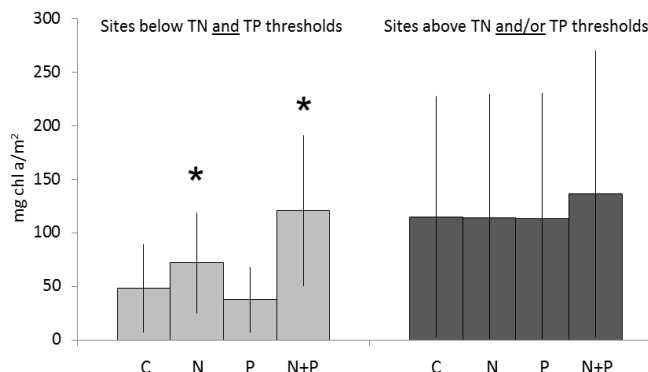 Sites below TN and TP thresholds
Sites above TN and/or TP thresholds
mg chl a/m²
300
250
200
150
100
50
0
*
*
C N P N+P
C N P N+P